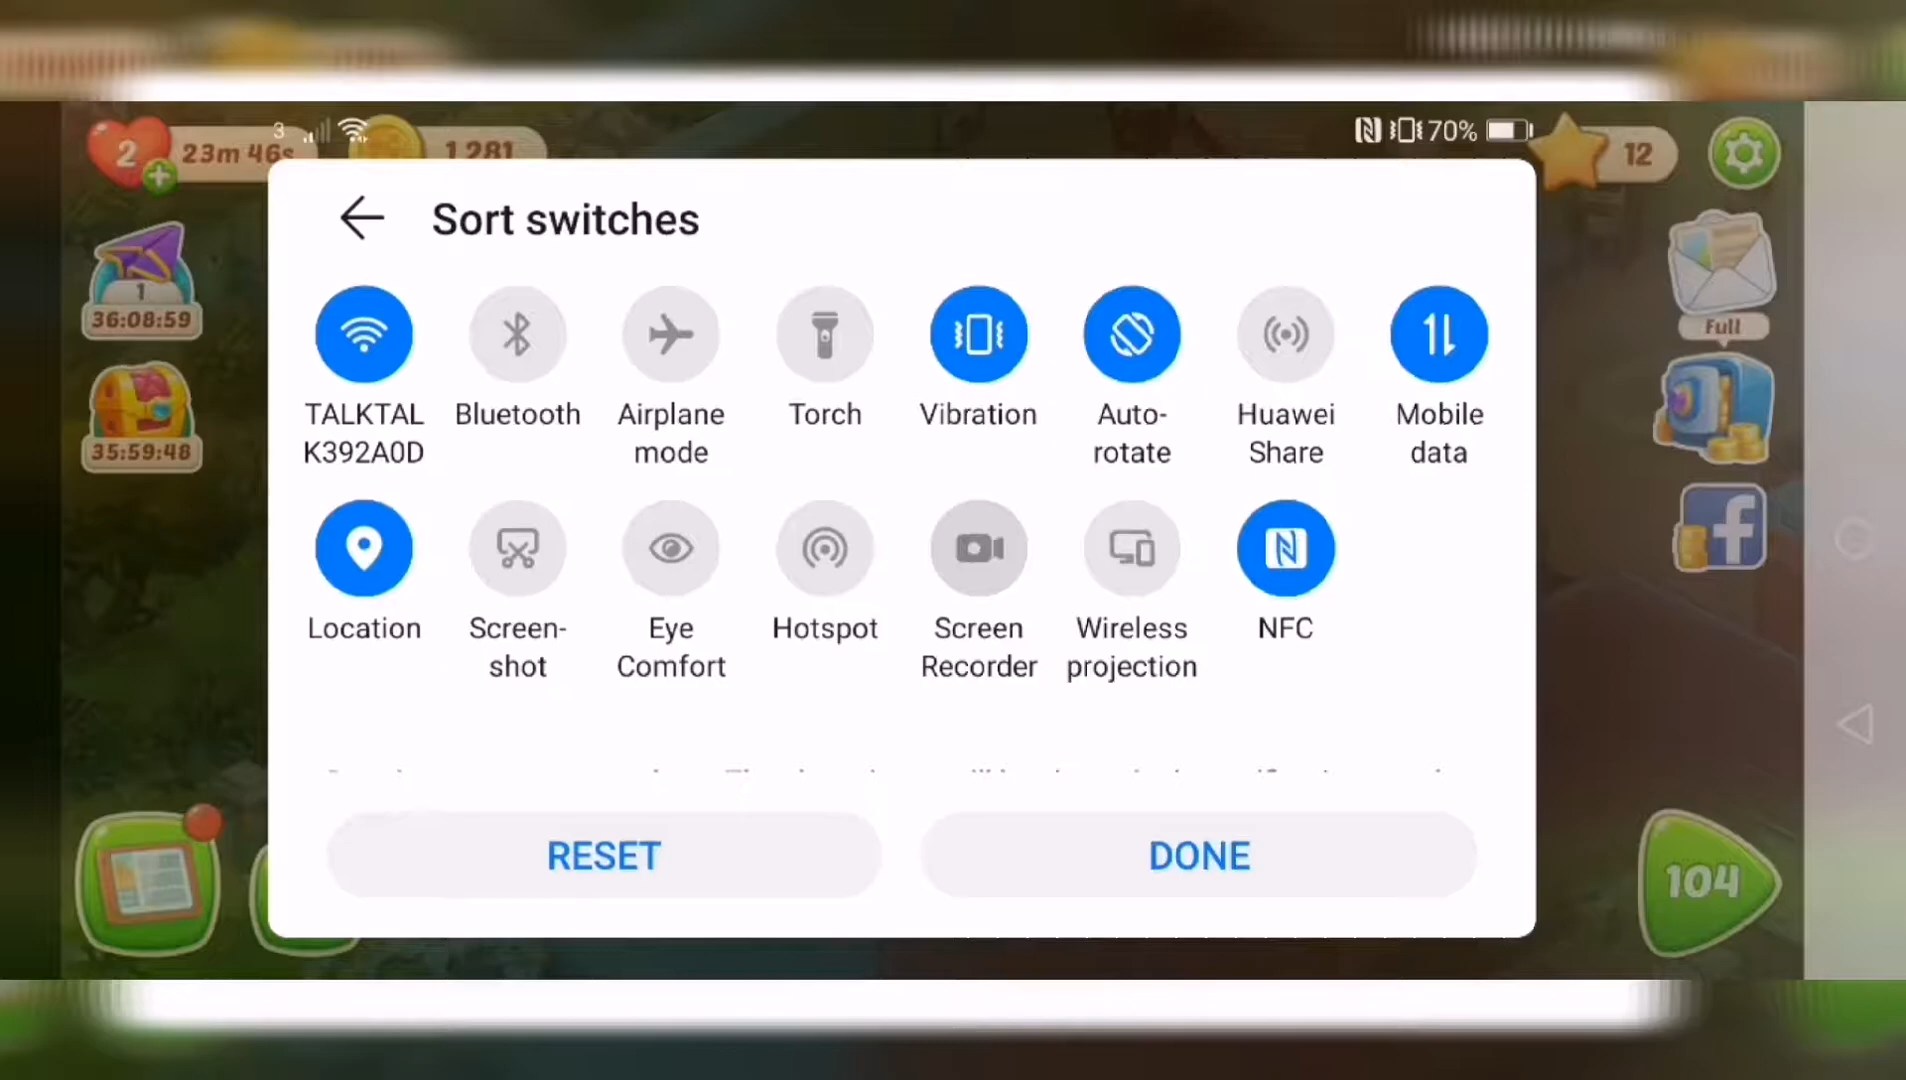 2
23m 46s
3
1 281
70%
12
Sort switches
1
36:08:59
35:59:48
Full
TALKTAL
K392A0D
Bluetooth
Airplane
mode
Torch
Vibration
Auto-
rotate
Huawei
Share
Mobile
data
Location
Screen-
shot
Eye
Comfort
Hotspot
Screen
Recorder
Wireless
projection
NFC
RESET
DONE
104